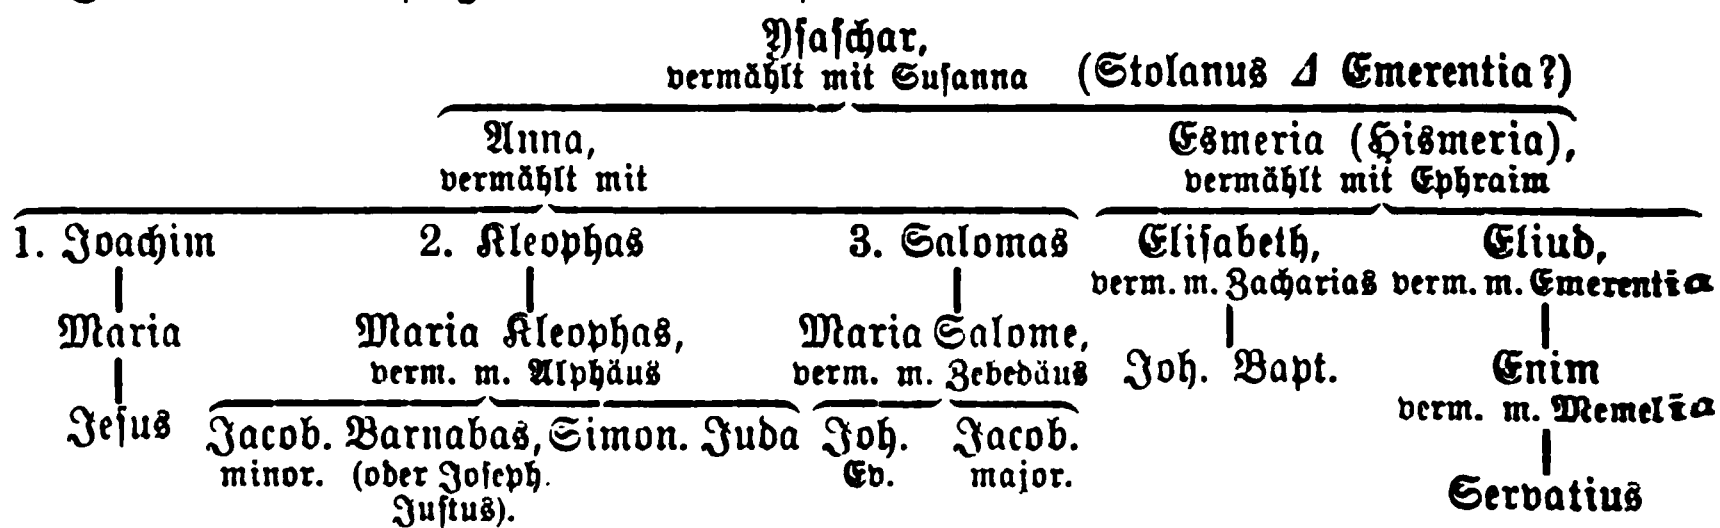 Ysaschar,
vermählt mit Susanna (Stolanus Δ Emerentia?)
Anna, Esmeria (Hismeria),
vermählt mit vermählt mit Ephraim
1. Joachim 2. Kleophas 3. Salomas Elisabeth, Eliud,
verm. m. Zacharias verm. m. Emerentia
Maria Maria Kleophas, Maria Salome, Joh. Bapt. Enim
verm. m. Alphäus verm. m. Zebedäus verm. m. Memelia
Jesus Jacob. Barnabas, Simon. Juda Joh. Jacob.
minor. (oder Joseph. Ev. major. Servatius
Justus).